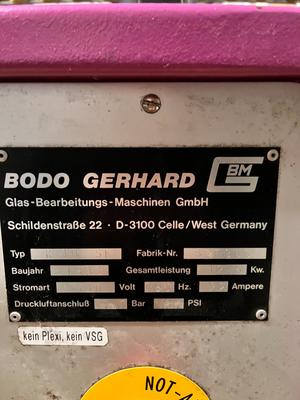 BODO GERHARD GBM
Glas-Bearbeitungs-Maschinen GmbH
Schildenstraße 22 · D-3100 Celle/West Germany
Typ Fabrik-Nr.
Baujahr Gesamtleistung Kw.
Stromart Volt Hz. Ampere
Druckluftanschluß Bar PSI
kein Plexi, kein VSG